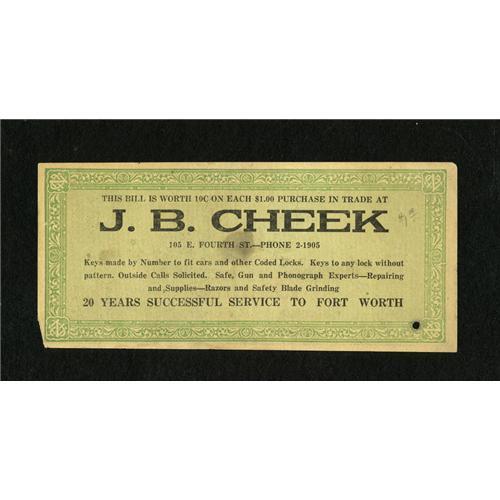 THIS BILL IS WORTH 10C ON EACH $1.00 PURCHASE IN TRADE AT
J. B. CHEEK
105 E. FOURTH ST.—PHONE 2-1905
Keys made by Number to fit cars and other Coded Locks. Keys to any lock without
pattern. Outside Calls Solicited. Safe, Gun and Phonograph Experts—Repairing
and Supplies—Razors and Safety Blade Grinding
20 YEARS SUCCESSFUL SERVICE TO FORT WORTH